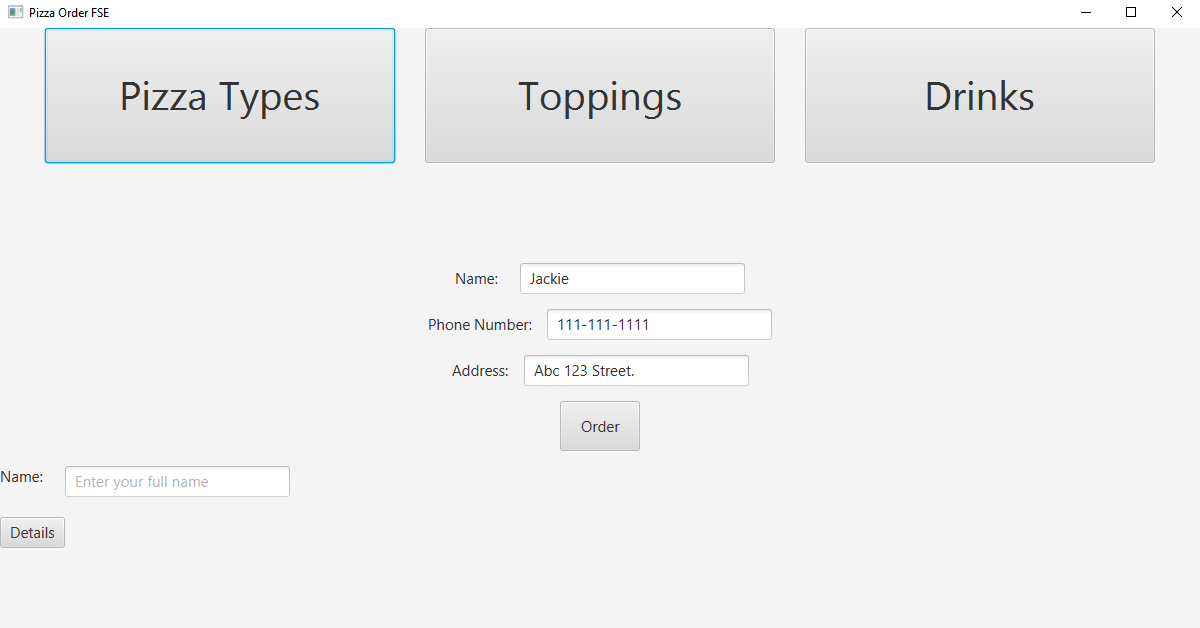 Pizza Order FSE
Pizza Types Toppings Drinks
Name: Jackie
Phone Number: 111-111-1111
Address: Abc 123 Street.
Order
Name: Enter your full name
Details